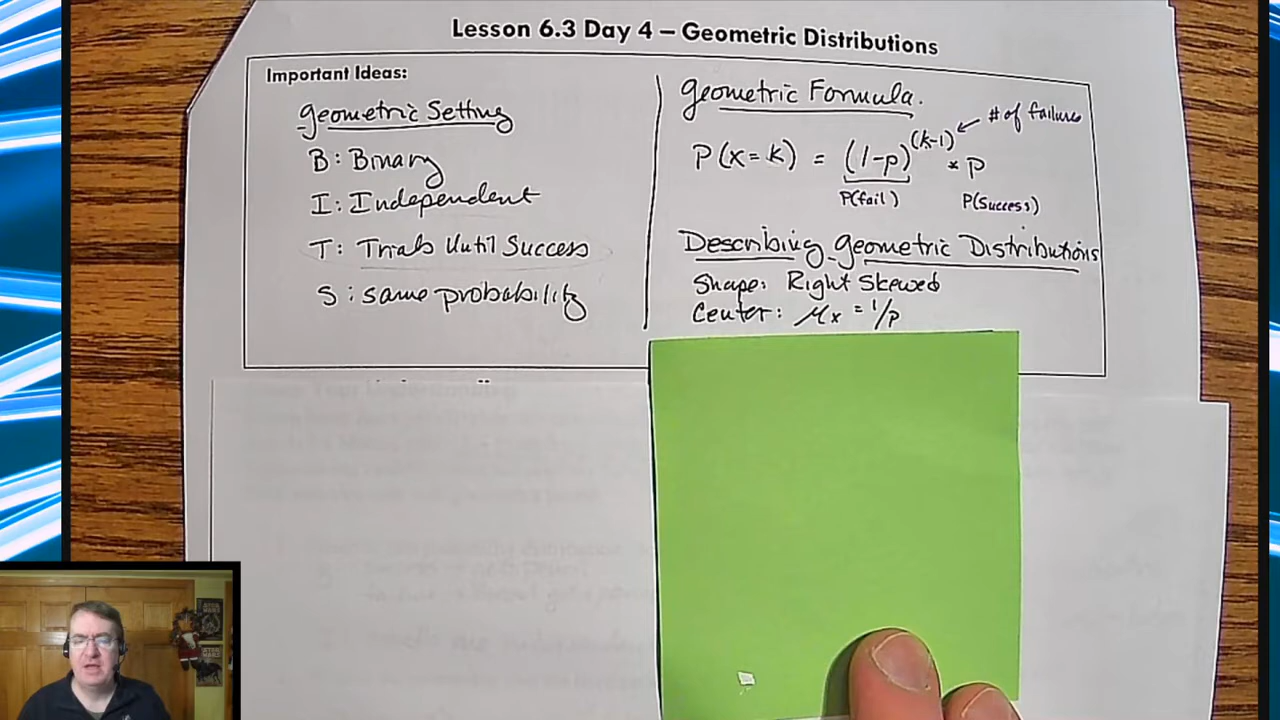 Lesson 6.3 Day 4 – Geometric Distributions
Important Ideas:
geometric Setting
B: Binary
I: Independent
T: Trials Until Success
S: same probability
Geometric Formula.
P(x=k) = (1-p)^(k-1) * p
# of failures
P(fail)
P(Success)
Describing Geometric Distributions
Shape: Right Skewed
Center: μx = 1/p